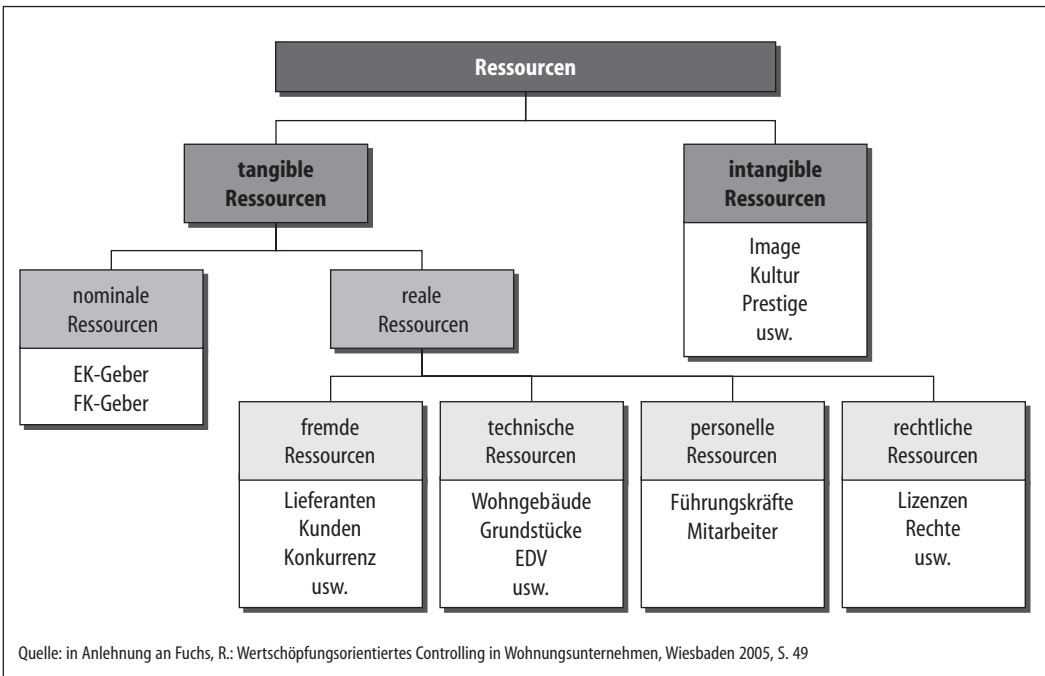 Ressourcen
tangible
Ressourcen
intangible
Ressourcen
Image
Kultur
Prestige
usw.
nominale
Ressourcen
EK-Geber
FK-Geber
reale
Ressourcen
fremde
Ressourcen
Lieferanten
Kunden
Konkurrenz
usw.
technische
Ressourcen
Wohngebäude
Grundstücke
EDV
usw.
personelle
Ressourcen
Führungskräfte
Mitarbeiter
rechtliche
Ressourcen
Lizenzen
Rechte
usw.
Quelle: in Anlehnung an Fuchs, R.: Wertschöpfungsorientiertes Controlling in Wohnungsunternehmen, Wiesbaden 2005, S. 49